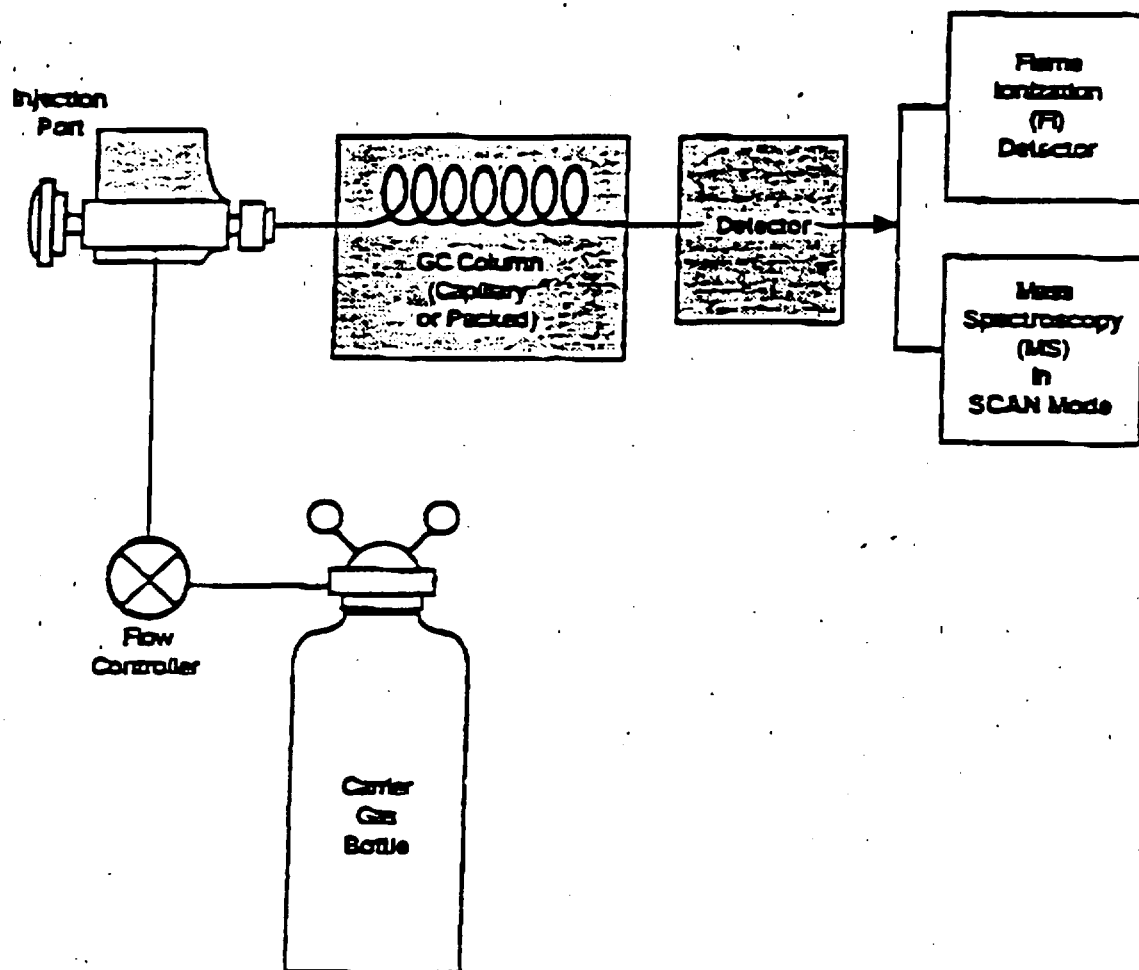 Injection
Port
GC Column
(Capillary
or Packed)
Detector
Flame
Ionization
(FI)
Detector
Mass
Spectroscopy
(MS)
in
SCAN Mode
Flow
Controller
Carrier
Gas
Bottle